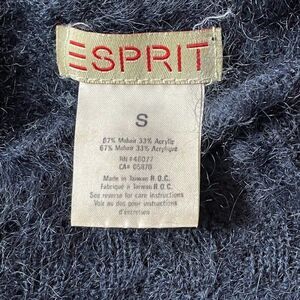 ESPRIT
S
67% Mohair 33% Acrylic
67% Mohair 33% Acrylique
RN #46077
CA# 05870
Made in Taiwan R.O.C.
Fabriqué à Taiwan R.O.C.
See reverse for care instructions
Voir au dos pour instructions
d'entretien